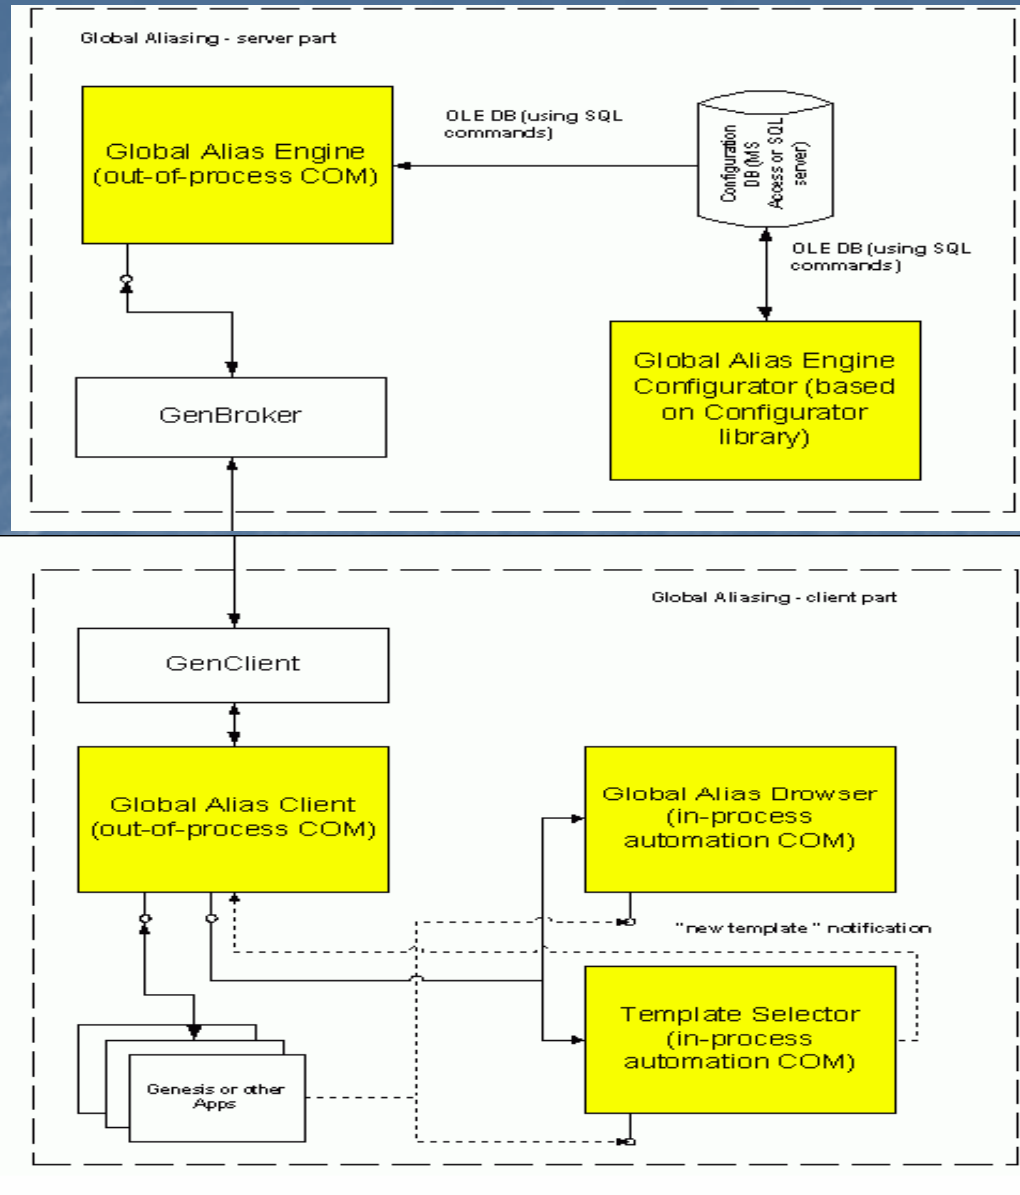 Global Aliasing - server part
Global Alias Engine
(out-of-process COM)
OLE DB (using SQL
commands)
Configuration
DB (MS
Access or SQL
server)
OLE DB (using SQL
commands)
Global Alias Engine
Configurator (based
on Configurator
library)
GenBroker
Global Aliasing - client part
GenClient
Global Alias Client
(out-of-process COM)
Global Alias Browser
(in-process
automation COM)
"new template" notification
Template Selector
(in-process
automation COM)
Genesis or other
Apps